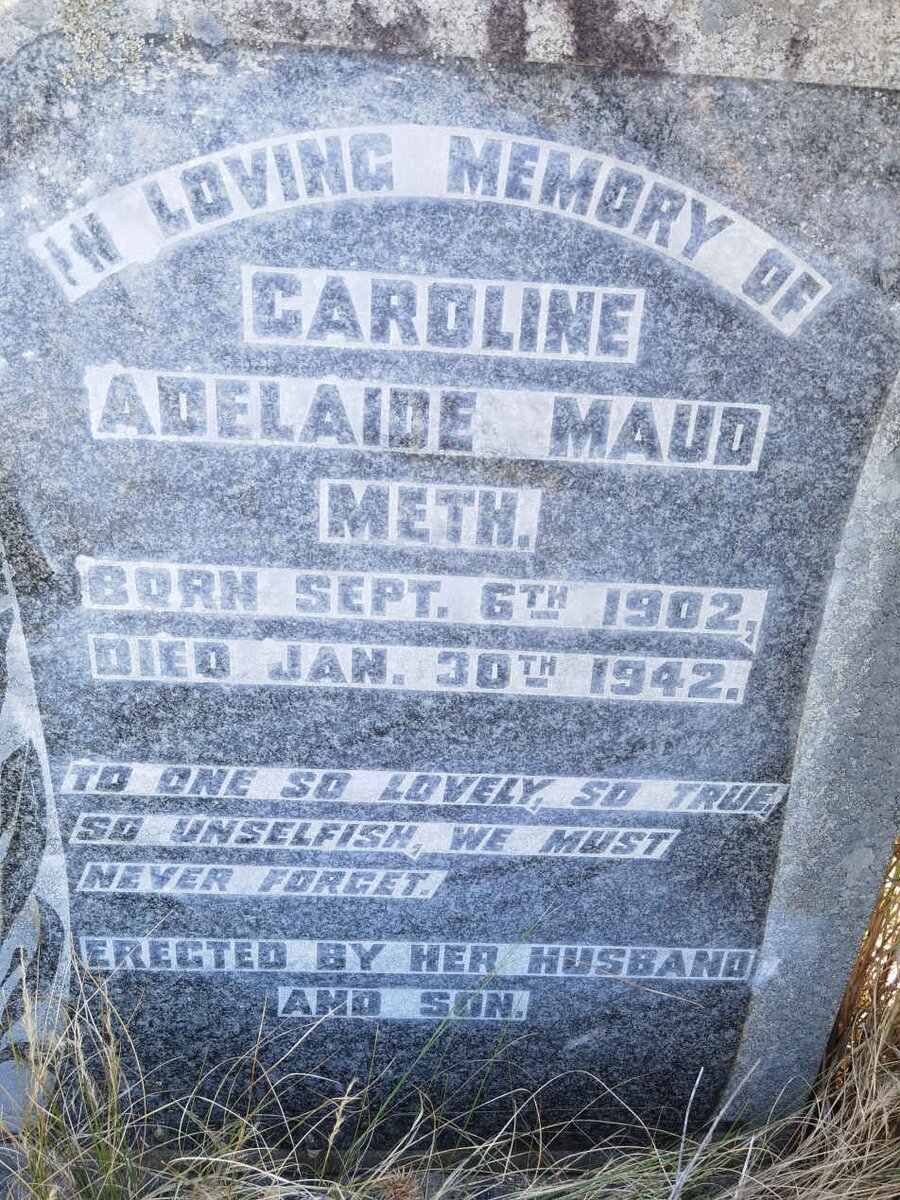 IN LOVING MEMORY OF
CAROLINE
ADELAIDE MAUD
METH.
BORN SEPT. 6TH 1902,
DIED JAN. 30TH 1942.
TO ONE SO LOVELY, SO TRUE,
SO UNSELFISH, WE MUST
NEVER FORGET.
ERECTED BY HER HUSBAND
AND SON.